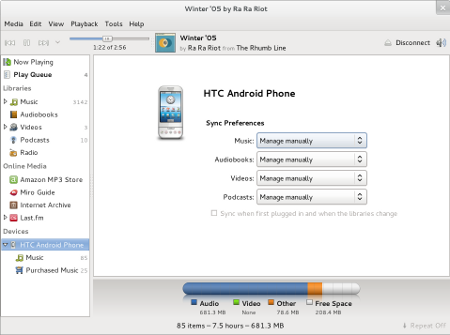 Winter '05 by Ra Ra Riot
Media Edit View Playback Tools Help
1:22 of 2:56
Winter '05
by Ra Ra Riot from The Rhumb Line
Disconnect
Now Playing
Play Queue 4
Libraries
Music 3142
Audiobooks
Videos 3
Podcasts 10
Radio
Online Media
Amazon MP3 Store
Miro Guide
Internet Archive
Last.fm
Devices
HTC Android Phone
Music 85
Purchased Music 25
HTC Android Phone
Sync Preferences
Music: Manage manually
Audiobooks: Manage manually
Videos: Manage manually
Podcasts: Manage manually
Sync when first plugged in and when the libraries change
Audio Video Other Free Space
681.3 MB None 78.6 MB 208.4 MB
85 items – 7.5 hours – 681.3 MB
Repeat Off